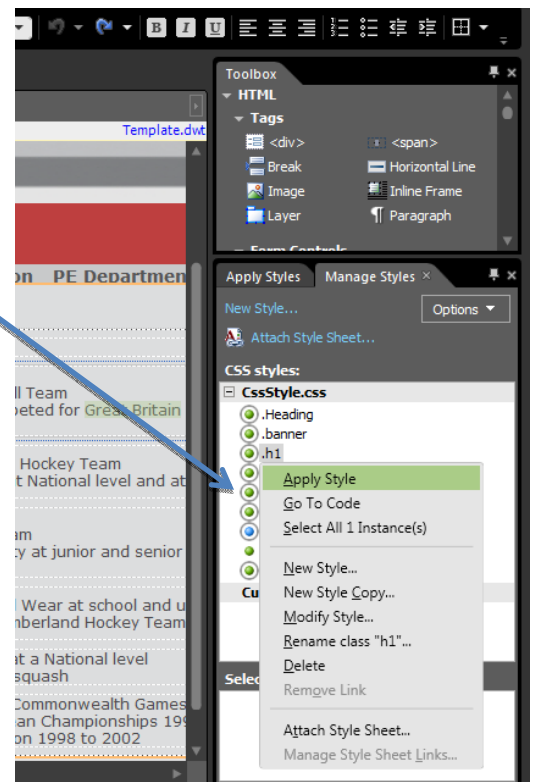 B I U
Toolbox
HTML
Tags
<div> <span>
Break Horizontal Line
Image Inline Frame
Layer Paragraph
Form Controls
Template.dwt
on PE Departmen
ll Team
peted for Great Britain
Hockey Team
t National level and at
am
ty at junior and senior
l Wear at school and u
mberland Hockey Team
at a National level
squash
Commonwealth Games
ean Championships 199
on 1998 to 2002
Apply Styles Manage Styles
New Style... Options
Attach Style Sheet...
CSS styles:
CssStyle.css
.Heading
.banner
.h1
Apply Style
Go To Code
Select All 1 Instance(s)
New Style...
New Style Copy...
Modify Style...
Rename class "h1"...
Delete
Remove Link
Attach Style Sheet...
Manage Style Sheet Links...
Cu
Selec